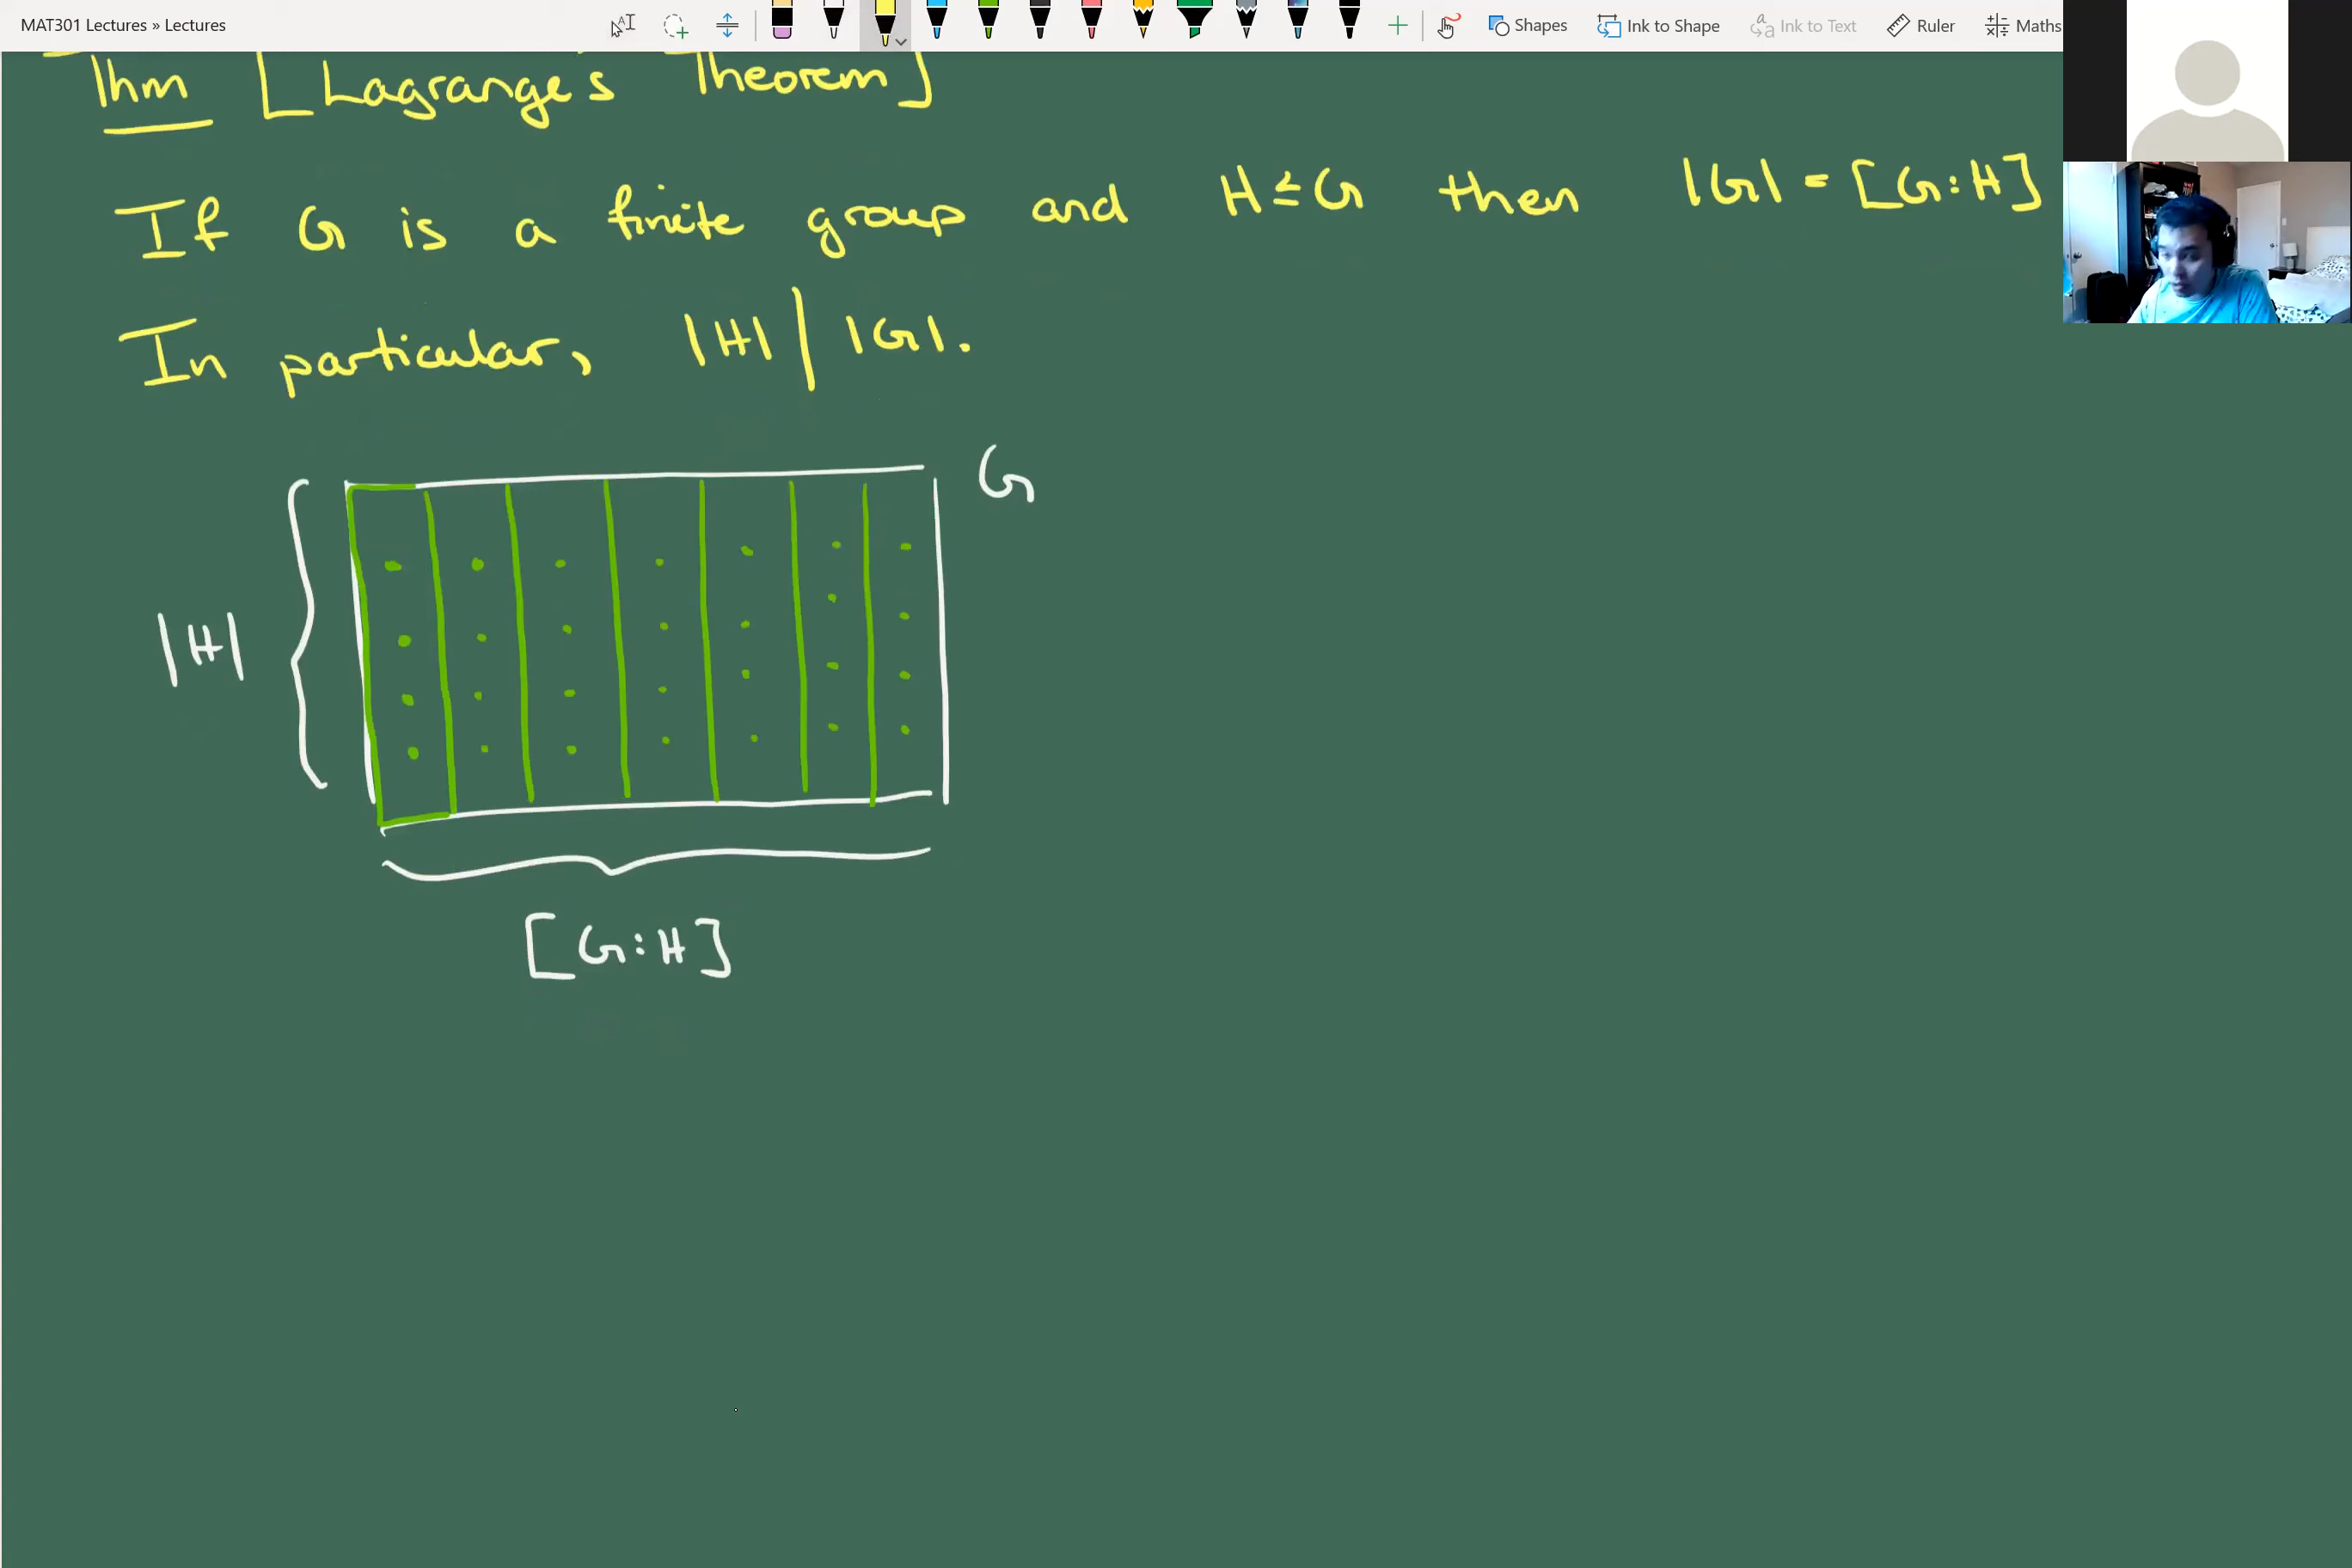 MAT301 Lectures » Lectures
Shapes Ink to Shape Ink to Text Ruler Maths
Thm [Lagrange's Theorem]
If G is a finite group and H ≤ G then |G| = [G:H]
In particular, |H| | |G|.
G
|H|
[G:H]